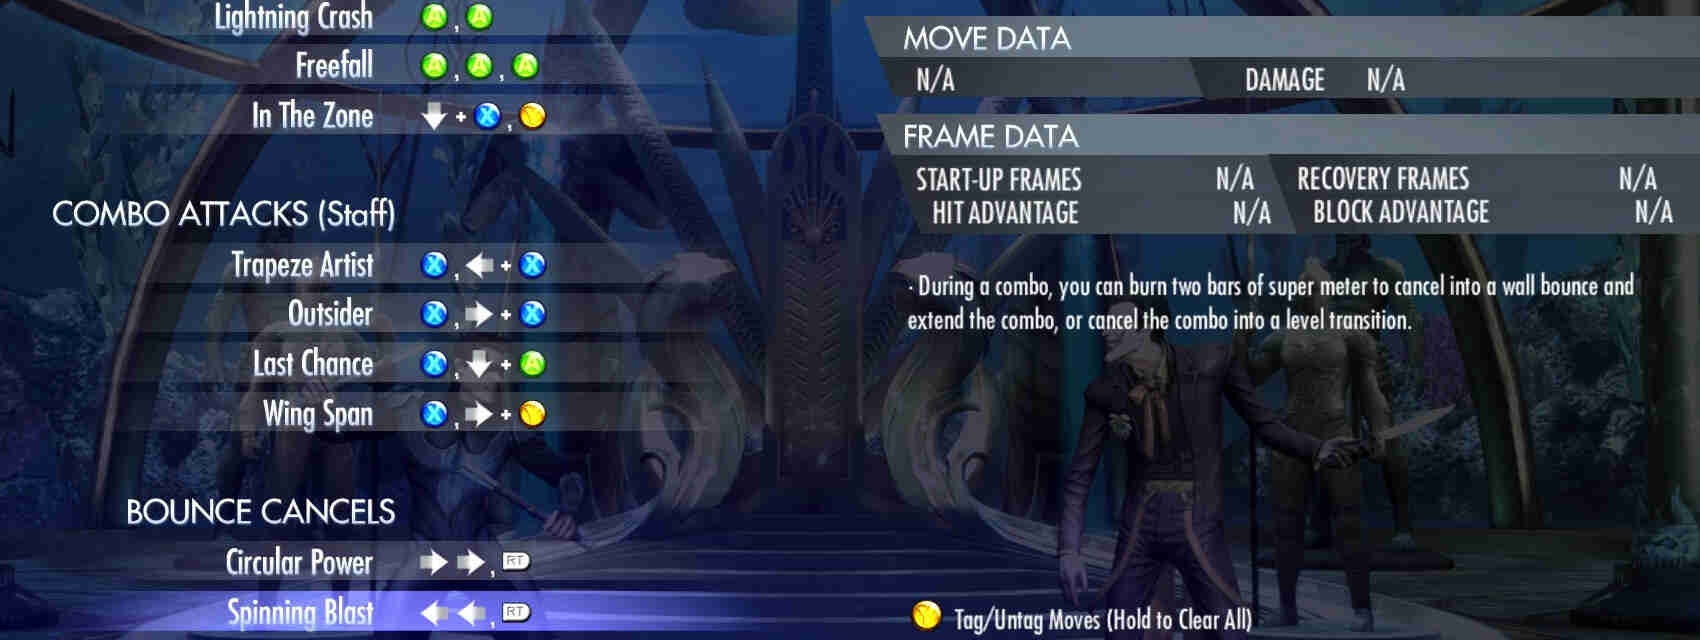 Lightning Crash A, A
Freefall A, A, A
In The Zone + X, Y
COMBO ATTACKS (Staff)
Trapeze Artist X, + X
Outsider X, + X
Last Chance X, + A
Wing Span X, + Y
BOUNCE CANCELS
Circular Power , RT
Spinning Blast , RT
MOVE DATA
N/A DAMAGE N/A
FRAME DATA
START-UP FRAMES N/A RECOVERY FRAMES N/A
HIT ADVANTAGE N/A BLOCK ADVANTAGE N/A
· During a combo, you can burn two bars of super meter to cancel into a wall bounce and
extend the combo, or cancel the combo into a level transition.
Y Tag/Untag Moves (Hold to Clear All)